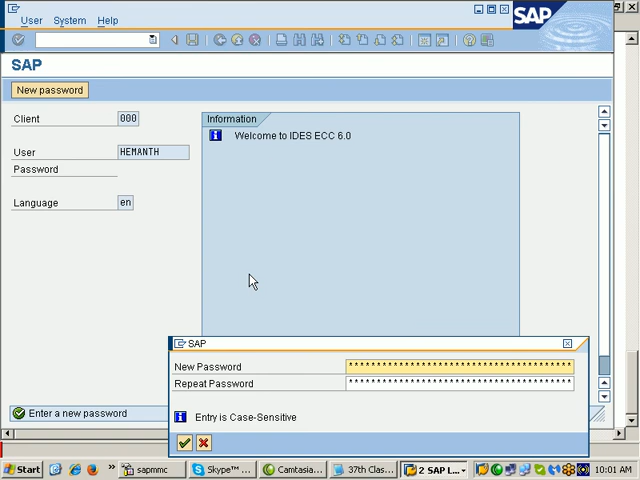 User System Help
SAP
SAP
New password
Client 000
Information
Welcome to IDES ECC 6.0
User HEMANTH
Password
Language en
SAP
New Password ****************************************
Repeat Password ****************************************
Enter a new password
Entry is Case-Sensitive
Start
sapmmc
Skype™ ...
Camtasia...
37th Clas...
2 SAP L...
10:01 AM